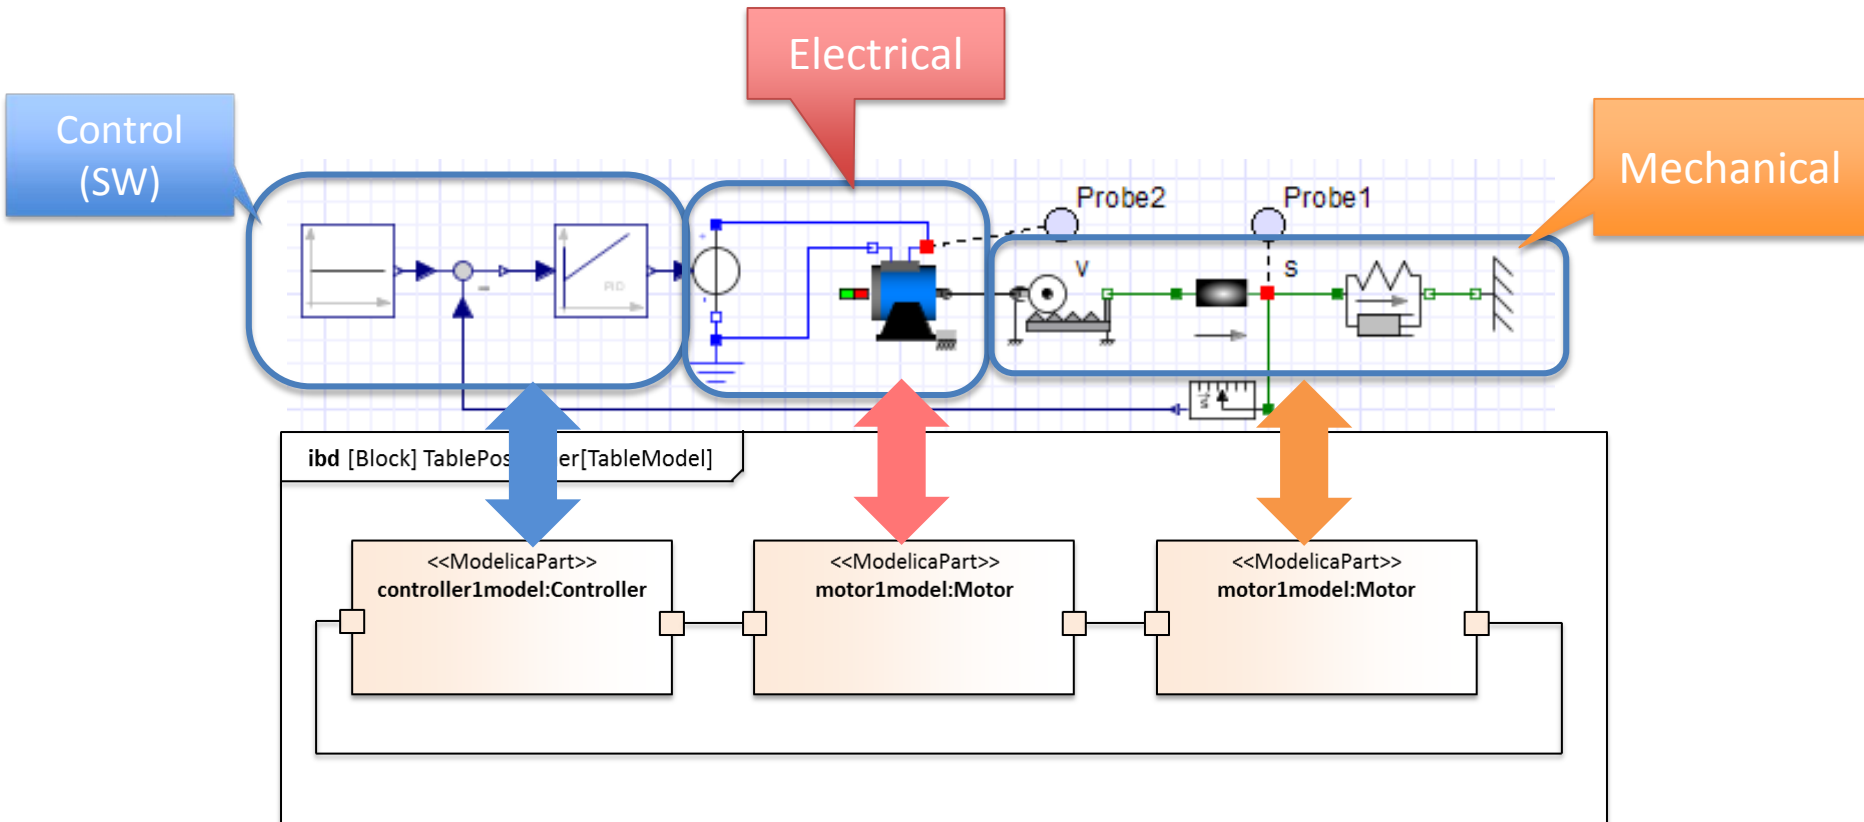 Electrical
Control
(SW)
Mechanical
Probe2
Probe1
V
S
PID
ibd [Block] TablePos er[TableModel]
<<ModelicaPart>>
controller1model:Controller
<<ModelicaPart>>
motor1model:Motor
<<ModelicaPart>>
motor1model:Motor